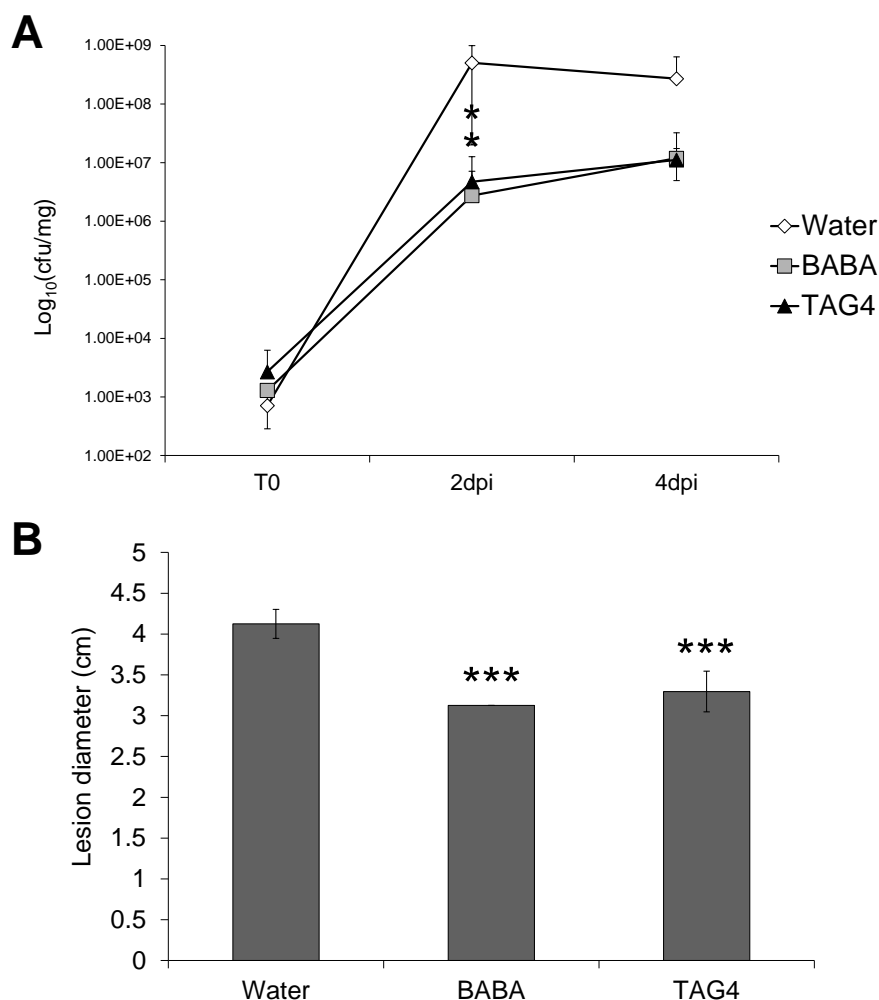 A
1.00E+09
1.00E+08
1.00E+07
1.00E+06
1.00E+05
1.00E+04
1.00E+03
1.00E+02
Log₁₀(cfu/mg)
*
*
T0 2dpi 4dpi
Water
BABA
TAG4
B
5
4.5
4
3.5
3
2.5
2
1.5
1
0.5
0
Lesion diameter (cm)
***
***
Water BABA TAG4